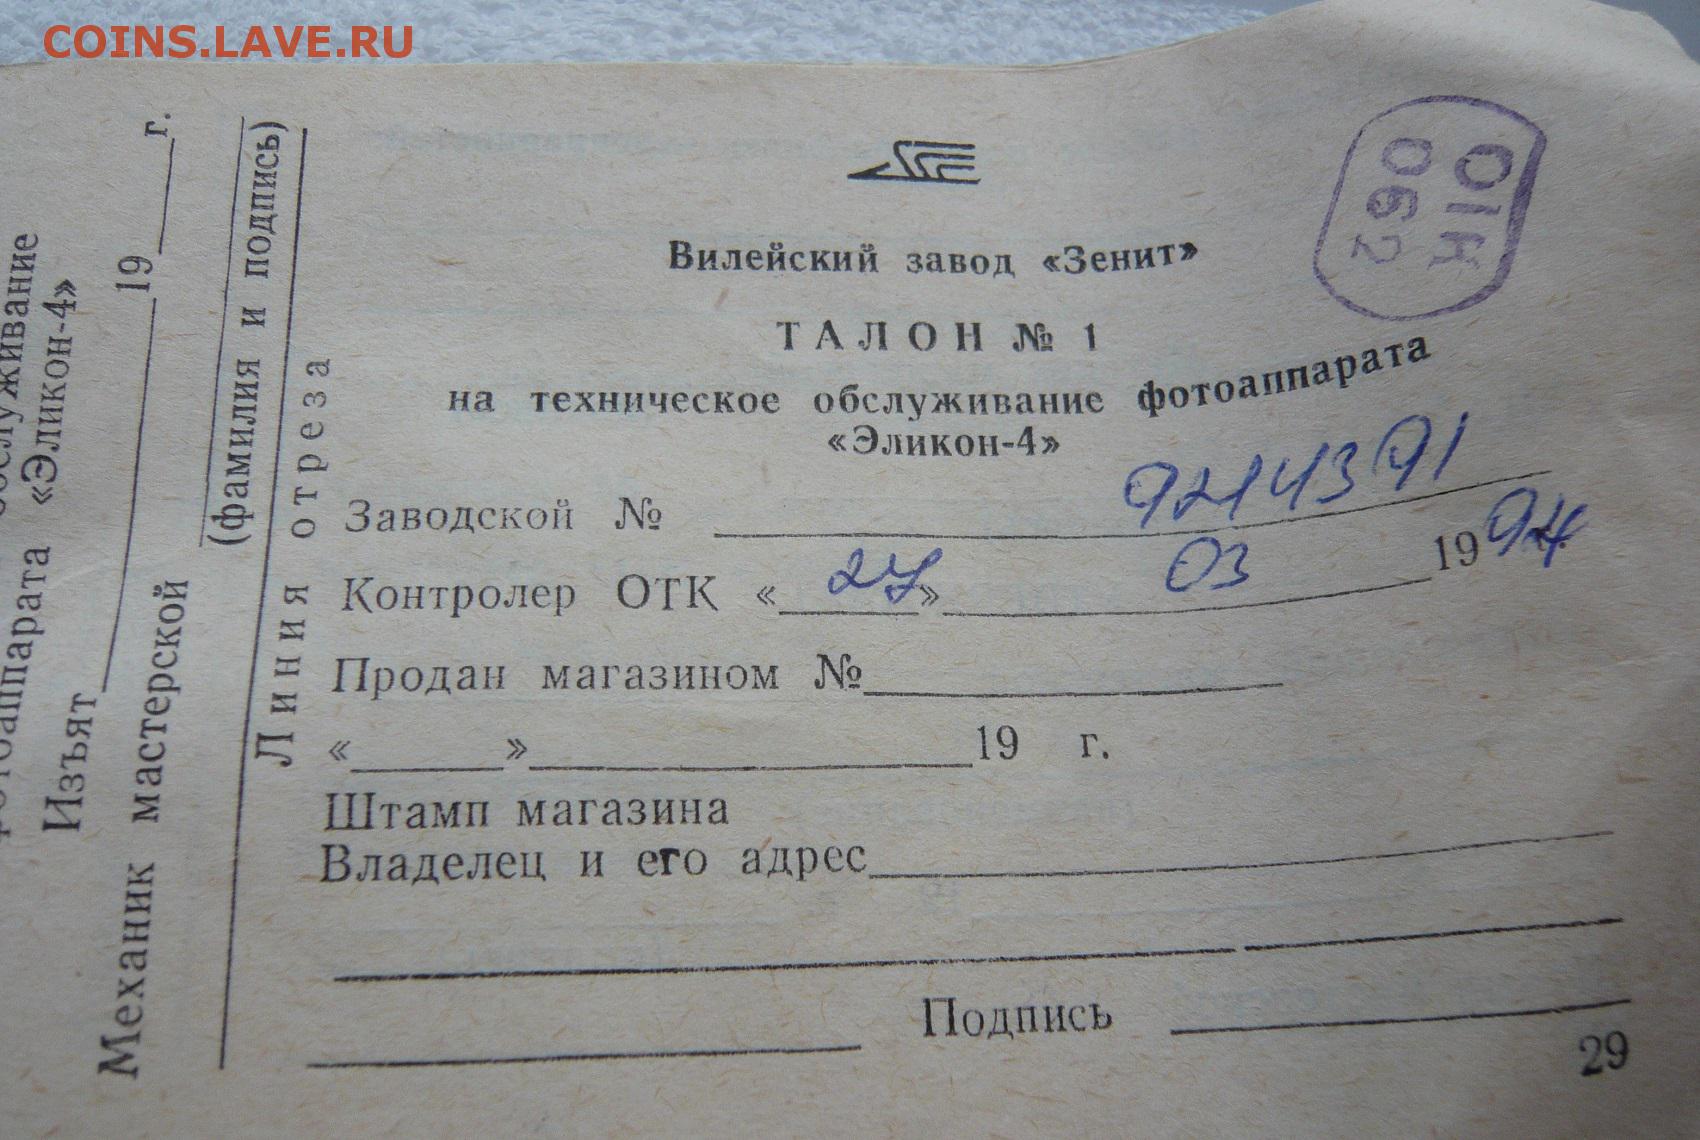 COINS.LAVE.RU
обслуживание
фотоаппарата «Эликон-4»
Изъят 19 г.
Механик мастерской
(фамилия и подпись)
Линия отреза
ОТК
062
Вилейский завод «Зенит»
ТАЛОН № 1
на техническое обслуживание фотоаппарата
«Эликон-4»
Заводской № 9214391
Контролер ОТК «27» 03 1994
Продан магазином №
« » 19 г.
Штамп магазина
Владелец и его адрес
Подпись
29